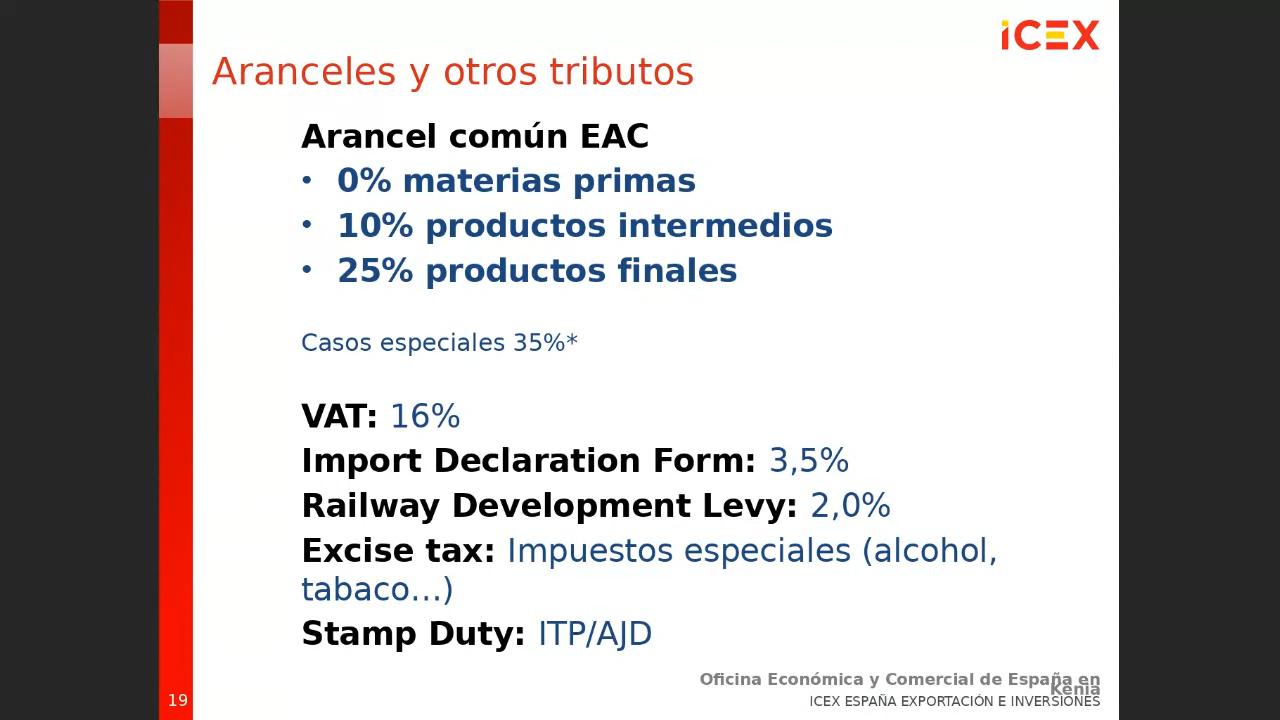 iCEX
Aranceles y otros tributos
Arancel común EAC
• 0% materias primas
• 10% productos intermedios
• 25% productos finales
Casos especiales 35%*
VAT: 16%
Import Declaration Form: 3,5%
Railway Development Levy: 2,0%
Excise tax: Impuestos especiales (alcohol,
tabaco...)
Stamp Duty: ITP/AJD
Oficina Económica y Comercial de España en
Kenia
ICEX ESPAÑA EXPORTACIÓN E INVERSIONES
19